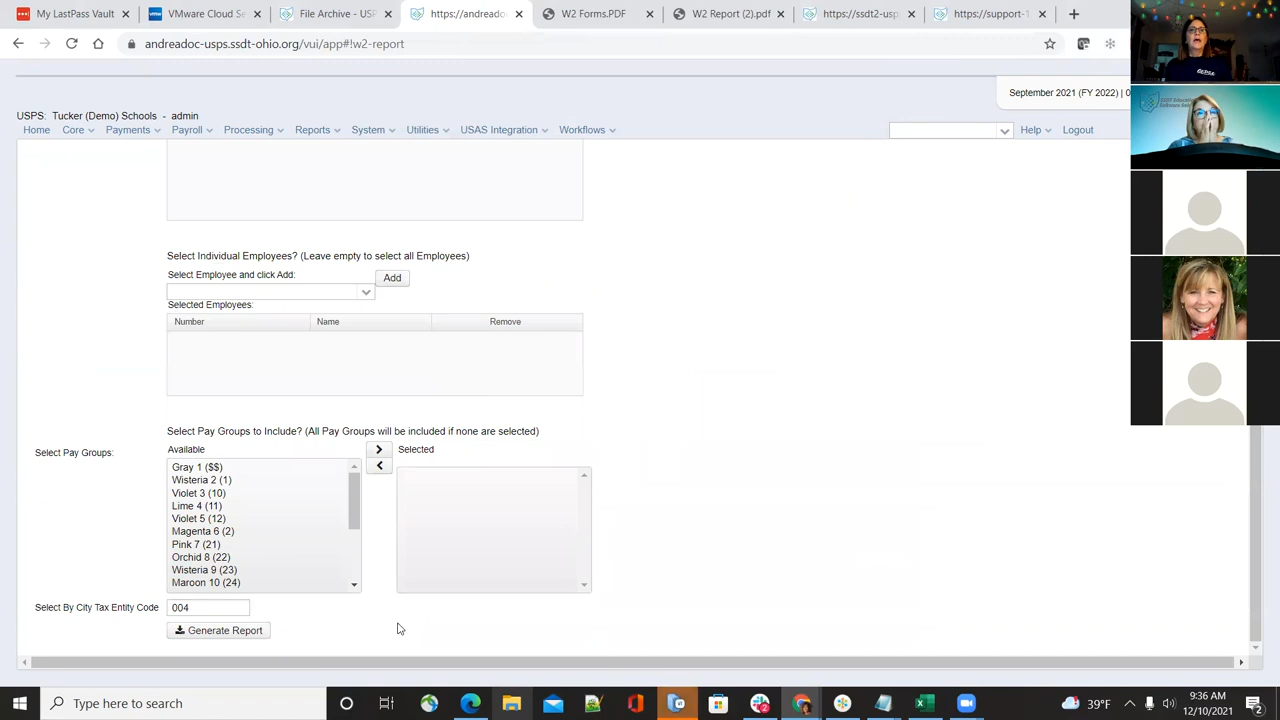 My LastPass Vault
VMware Cloud Se
File Archive - USP
https://andreado
W2 Forms.PDF
W2 Report (2).pdf
https://ssdt2-usp
https://support-1
andreadoc-usps.ssdt-ohio.org/vui/app#!w2-report
September 2021 (FY 2022) | 0
USPS: Tucker (Demo) Schools - admin
Home Core Payments Payroll Processing Reports System Utilities USAS Integration Workflows Help Logout
Select Individual Employees? (Leave empty to select all Employees)
Select Employee and click Add:
Add
Selected Employees:
Number Name Remove
Select Pay Groups to Include? (All Pay Groups will be included if none are selected)
Select Pay Groups:
Available
Selected
Gray 1 ($$)
Wisteria 2 (1)
Violet 3 (10)
Lime 4 (11)
Violet 5 (12)
Magenta 6 (2)
Pink 7 (21)
Orchid 8 (22)
Wisteria 9 (23)
Maroon 10 (24)
Select By City Tax Entity Code 004
Generate Report
Type here to search
39°F
9:36 AM
12/10/2021
2